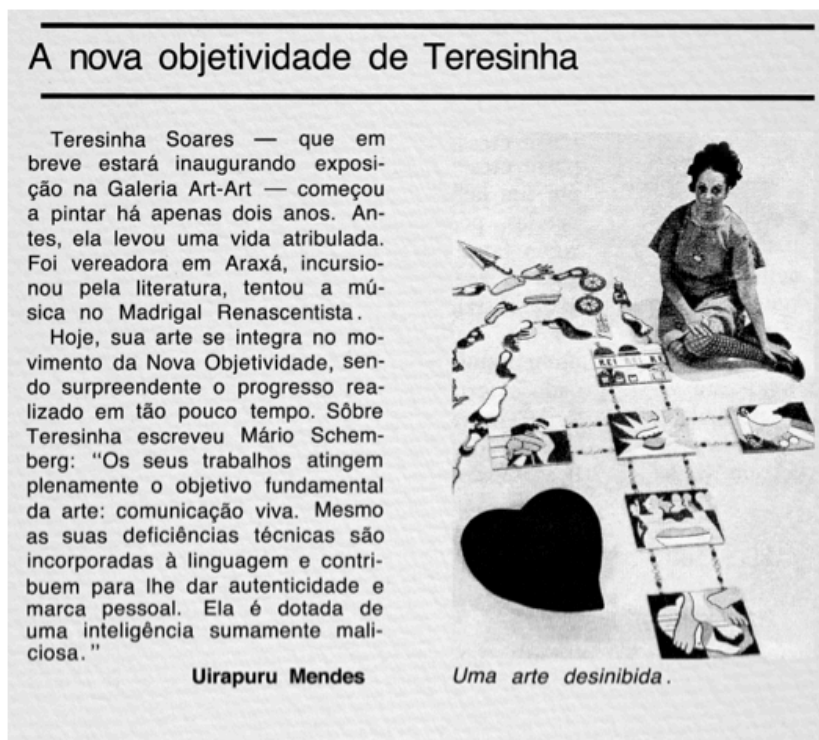 A nova objetividade de Teresinha
Teresinha Soares — que em
breve estará inaugurando exposi-
ção na Galeria Art-Art — começou
a pintar há apenas dois anos. An-
tes, ela levou uma vida atribulada.
Foi vereadora em Araxá, incursio-
nou pela literatura, tentou a mú-
sica no Madrigal Renascentista.
Hoje, sua arte se integra no mo-
vimento da Nova Objetividade, sen-
do surpreendente o progresso rea-
lizado em tão pouco tempo. Sôbre
Teresinha escreveu Mário Schem-
berg: “Os seus trabalhos atingem
plenamente o objetivo fundamental
da arte: comunicação viva. Mesmo
as suas deficiências técnicas são
incorporadas à linguagem e contri-
buem para lhe dar autenticidade e
marca pessoal. Ela é dotada de
uma inteligência sumamente mali-
ciosa.”
Uirapuru Mendes
REI REI R
Uma arte desinibida.